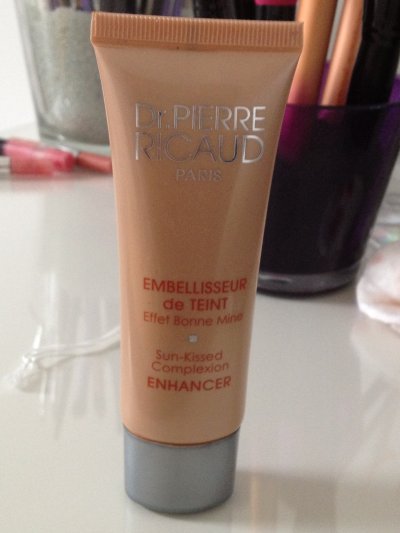 Dr.PIERRE
RICAUD
PARIS
EMBELLISSEUR
de TEINT
Effet Bonne Mine
Sun-Kissed
Complexion
ENHANCER